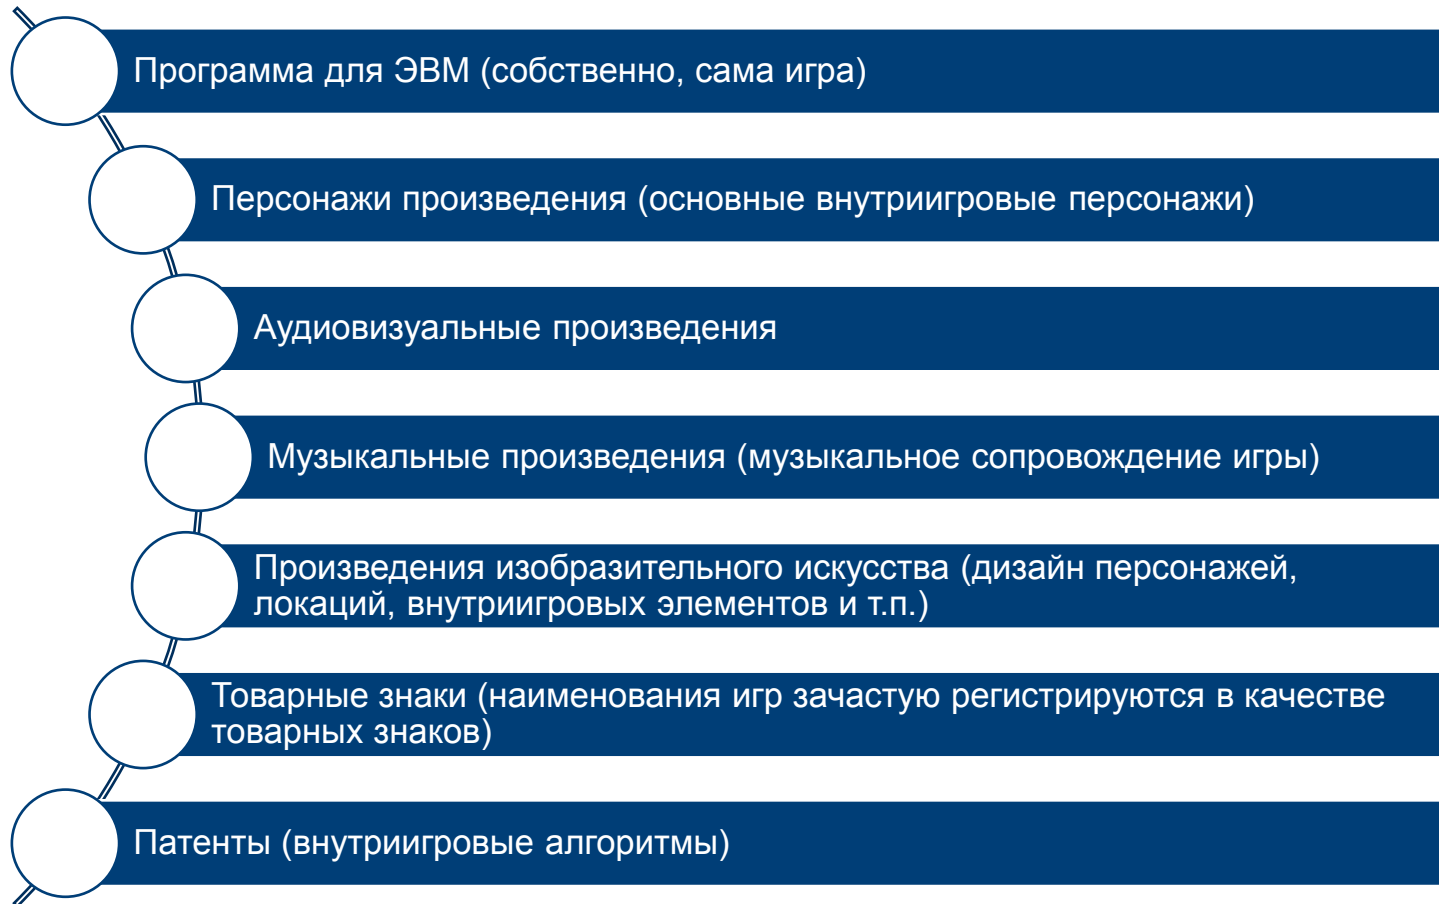 Программа для ЭВМ (собственно, сама игра)
Персонажи произведения (основные внутриигровые персонажи)
Аудиовизуальные произведения
Музыкальные произведения (музыкальное сопровождение игры)
Произведения изобразительного искусства (дизайн персонажей,
локаций, внутриигровых элементов и т.п.)
Товарные знаки (наименования игр зачастую регистрируются в качестве
товарных знаков)
Патенты (внутриигровые алгоритмы)